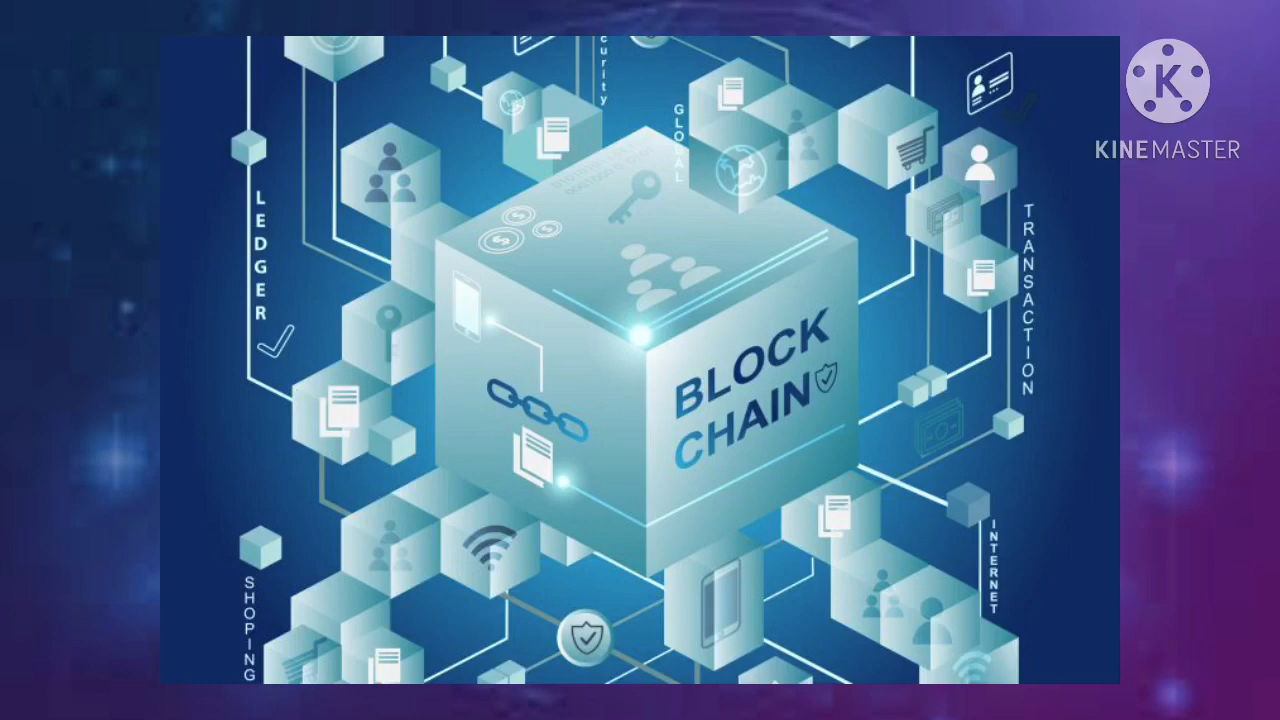 curity
GLOBAL
KINEMASTER
LEDGER
TRANSACTION
BLOCK
CHAIN
INTERNET
SHOPING